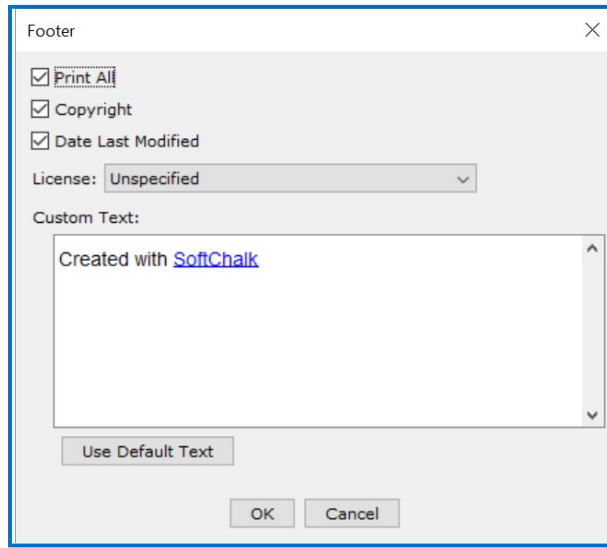 Footer
Print All
Copyright
Date Last Modified
License: Unspecified
Custom Text:
Created with SoftChalk
Use Default Text
OK Cancel